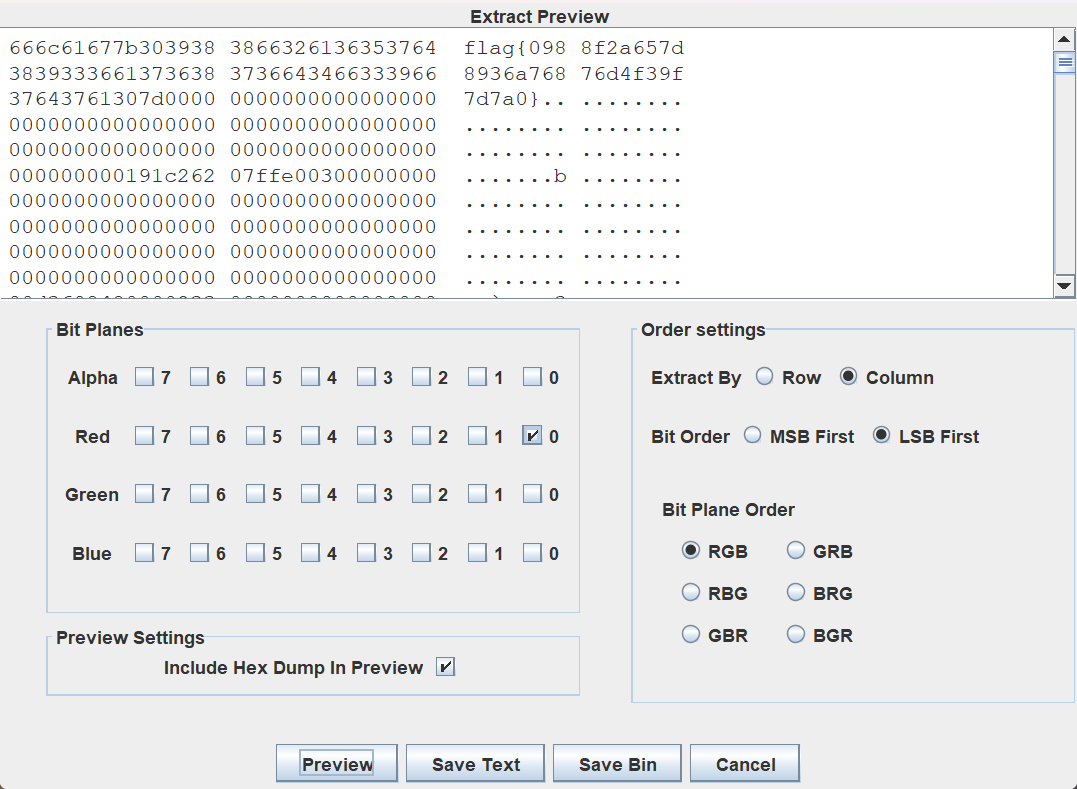 Extract Preview
666c61677b303938 3866326136353764 flag{098 8f2a657d
3839333661373638 3736643466333966 8936a768 76d4f39f
37643761307d0000 0000000000000000 7d7a0}.. ........
0000000000000000 0000000000000000 ........ ........
0000000000000000 0000000000000000 ........ ........
000000000191c262 07ffe00300000000 .......b ........
0000000000000000 0000000000000000 ........ ........
0000000000000000 0000000000000000 ........ ........
0000000000000000 0000000000000000 ........ ........
0000000000000000 0000000000000000 ........ ........
Bit Planes
Alpha 7 6 5 4 3 2 1 0
Red 7 6 5 4 3 2 1 0
Green 7 6 5 4 3 2 1 0
Blue 7 6 5 4 3 2 1 0
Preview Settings
Include Hex Dump In Preview
Order settings
Extract By Row Column
Bit Order MSB First LSB First
Bit Plane Order
RGB GRB
RBG BRG
GBR BGR
Preview Save Text Save Bin Cancel